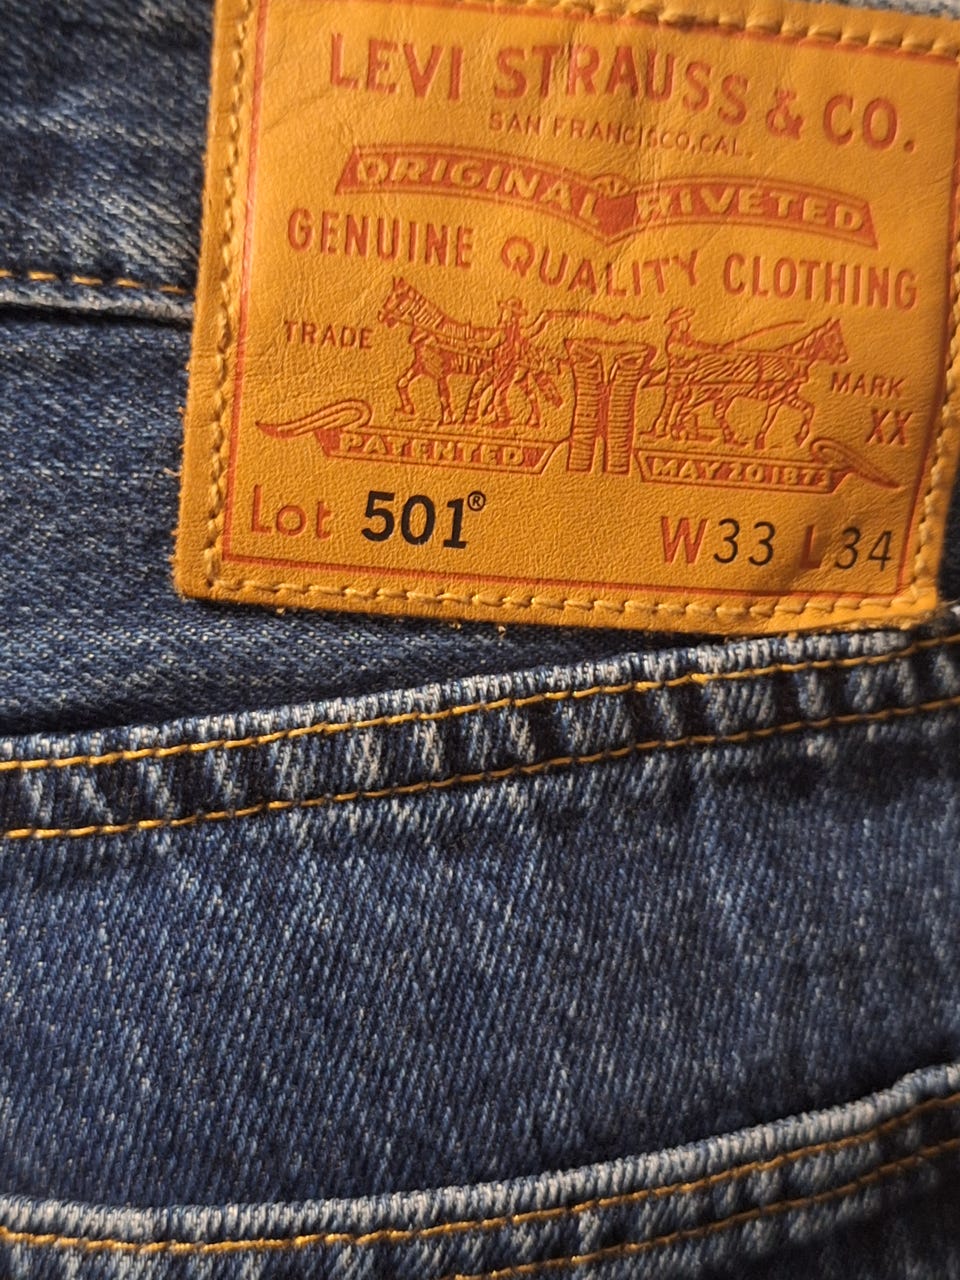 LEVI STRAUSS & CO.
SAN FRANCISCO, CAL.
ORIGINAL RIVETED
GENUINE QUALITY CLOTHING
TRADE MARK
XX
PATENTED MAY 20 1873
Lot 501® W33 L34